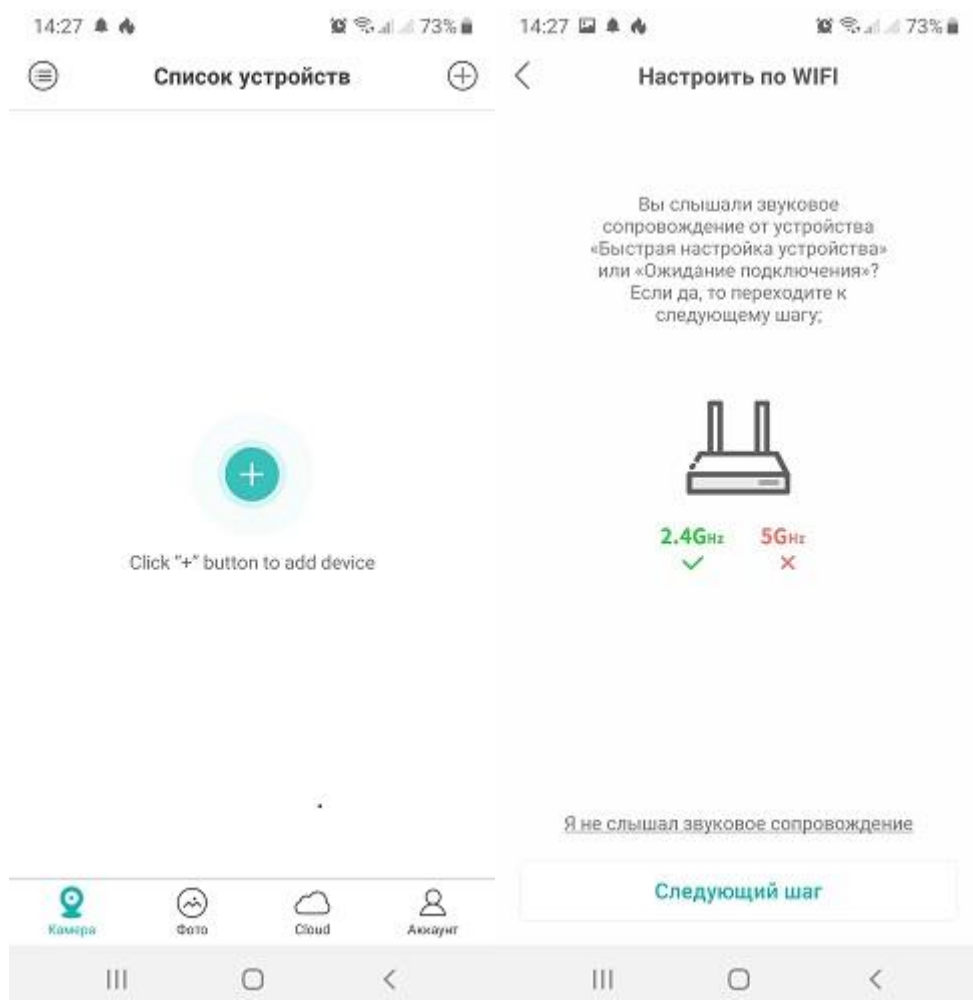 14:27
73%
Список устройств
Click "+" button to add device
Камера
Фото
Cloud
Аккаунт
14:27
73%
Настроить по WIFI
Вы слышали звуковое
сопровождение от устройства
«Быстрая настройка устройства»
или «Ожидание подключения»?
Если да, то переходите к
следующему шагу;
2.4GHz
5GHz
Я не слышал звуковое сопровождение
Следующий шаг